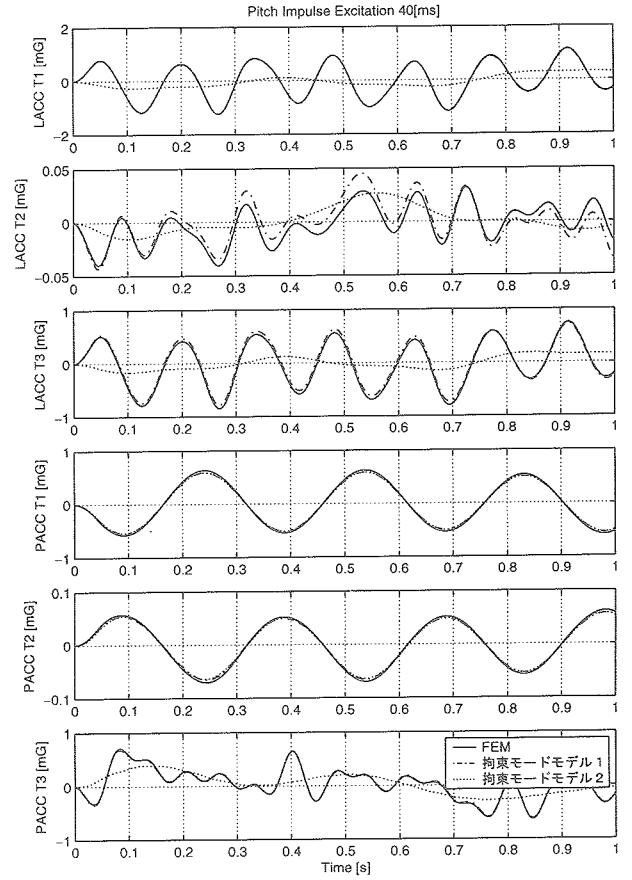 Pitch Impulse Excitation 40[ms]
LACC T1 [mG]
2
0
−2
0 0.1 0.2 0.3 0.4 0.5 0.6 0.7 0.8 0.9 1
LACC T2 [mG]
0.05
0
−0.05
0 0.1 0.2 0.3 0.4 0.5 0.6 0.7 0.8 0.9 1
LACC T3 [mG]
1
0
−1
0 0.1 0.2 0.3 0.4 0.5 0.6 0.7 0.8 0.9 1
PACC T1 [mG]
1
0
−1
0 0.1 0.2 0.3 0.4 0.5 0.6 0.7 0.8 0.9 1
PACC T2 [mG]
0.1
0
−0.1
0 0.1 0.2 0.3 0.4 0.5 0.6 0.7 0.8 0.9 1
PACC T3 [mG]
1
0
−1
FEM
拘束モードモデル1
拘束モードモデル2
0 0.1 0.2 0.3 0.4 0.5 0.6 0.7 0.8 0.9 1
Time [s]